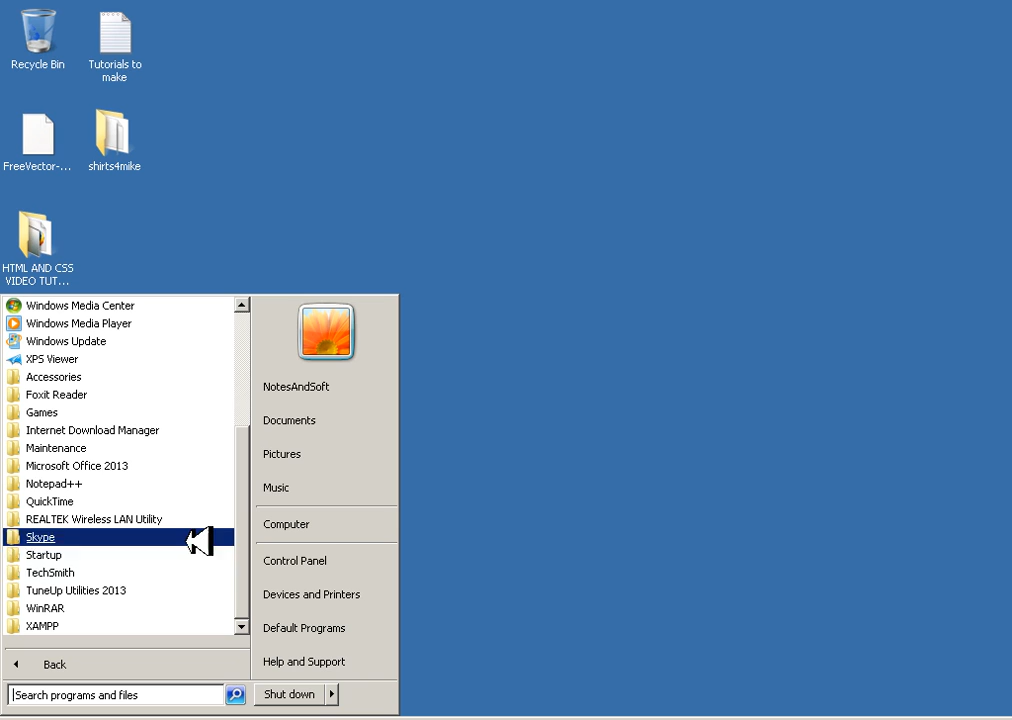 Recycle Bin
Tutorials to
make
FreeVector-...
shirts4mike
HTML AND CSS
VIDEO TUT...
Windows Media Center
Windows Media Player
Windows Update
XPS Viewer
Accessories
Foxit Reader
Games
Internet Download Manager
Maintenance
Microsoft Office 2013
Notepad++
QuickTime
REALTEK Wireless LAN Utility
Skype
Startup
TechSmith
TuneUp Utilities 2013
WinRAR
XAMPP
Back
Search programs and files
NotesAndSoft
Documents
Pictures
Music
Computer
Control Panel
Devices and Printers
Default Programs
Help and Support
Shut down